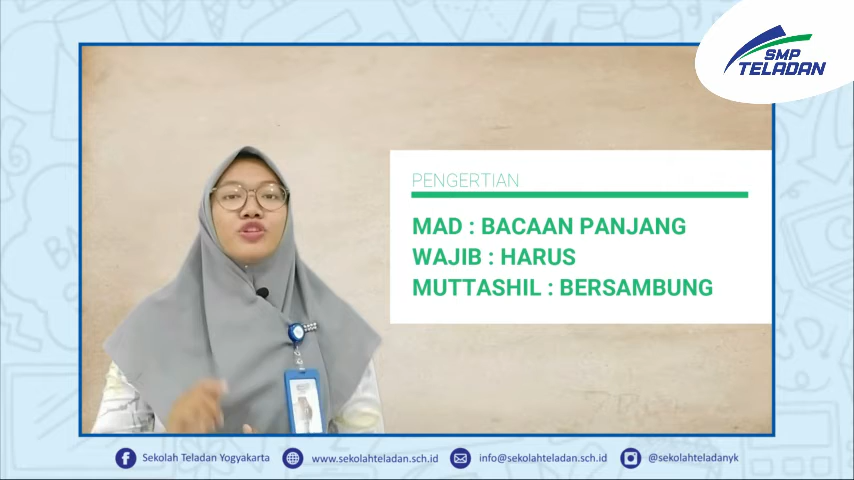 SMP
TELADAN
PENGERTIAN
MAD : BACAAN PANJANG
WAJIB : HARUS
MUTTASHIL : BERSAMBUNG
Sekolah Teladan Yogyakarta
www.sekolahteladan.sch.id
info@sekolahteladan.sch.id
@sekolahteladanyk